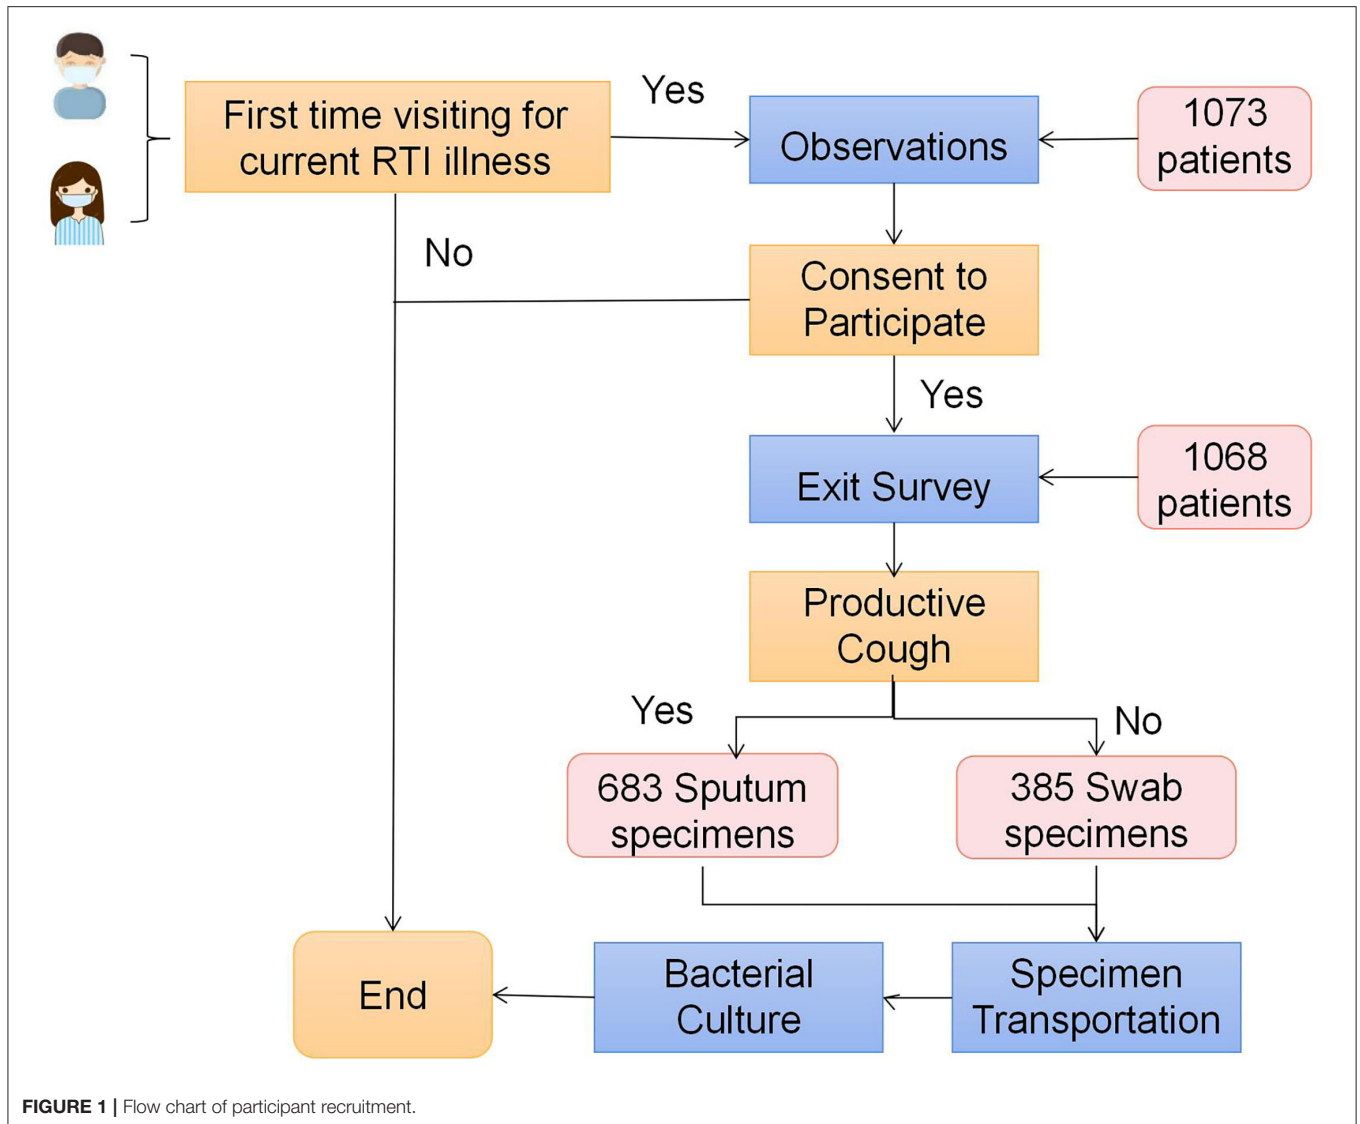 First time visiting for
current RTI illness
Yes
Observations
1073
patients
No
Consent to
Participate
Yes
Exit Survey
1068
patients
Productive
Cough
Yes
No
683 Sputum
specimens
385 Swab
specimens
End
Bacterial
Culture
Specimen
Transportation
FIGURE 1 | Flow chart of participant recruitment.